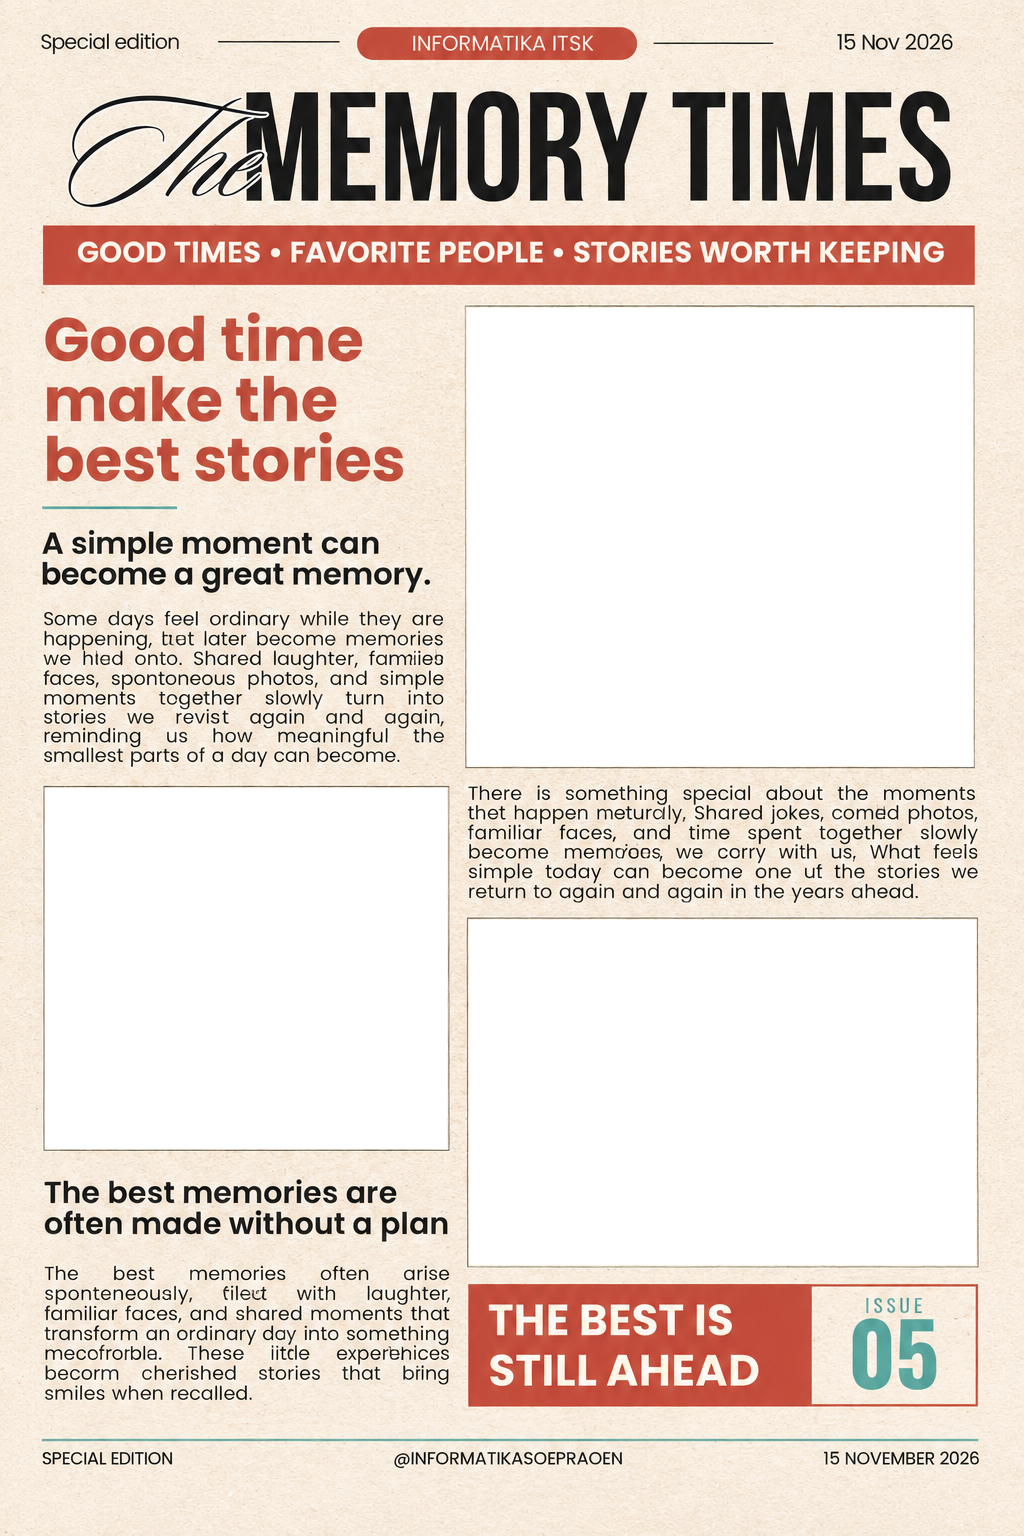 Special edition
INFORMATIKA ITSK
15 Nov 2026
The MEMORY TIMES
GOOD TIMES • FAVORITE PEOPLE • STORIES WORTH KEEPING
Good time
make the
best stories
A simple moment can
become a great memory.
Some days feel ordinary while they are
happening, later become memories
we onto. Shared laughter,
faces, spontoneous photos, and simple
moments together slowly turn into
stories we revist again and again,
reminding us how meaningful the
smallest parts of a day can become.
There is something special about the moments
thet happen meturdly, Shared jokes, photos,
familiar faces, and time spent together slowly
become we corry with us, What feels
simple today can become one the stories we
return to again and again in the years ahead.
The best memories are
often made without a plan
The best memories often arise
sponteneously, with laughter,
familiar faces, and shared moments that
transform an ordinary day into something
mecofrorble. These
becorm cherished stories that bring
smiles when recalled.
THE BEST IS
STILL AHEAD
ISSUE
05
SPECIAL EDITION
@INFORMATIKASOEPRAOEN
15 NOVEMBER 2026